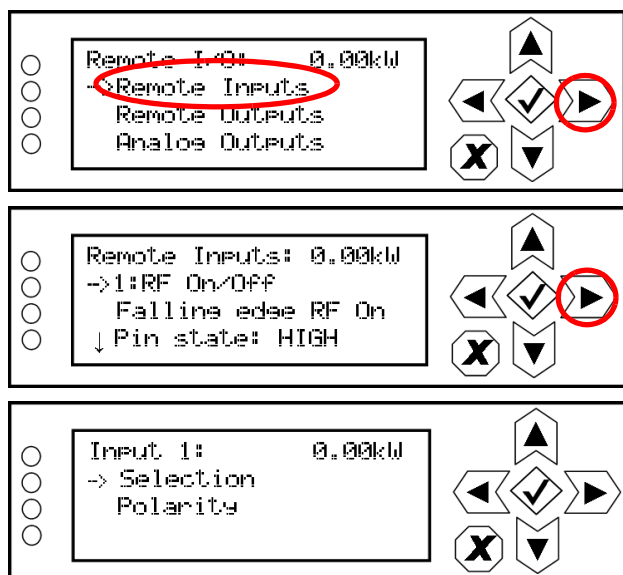 Remote I/O: 0.00kW
->Remote Inputs
Remote Outputs
Analog Outputs
X
Remote Inputs: 0.00kW
->1:RF On/Off
Falling edge RF On
↓Pin state: HIGH
X
Input 1: 0.00kW
-> Selection
Polarity
X